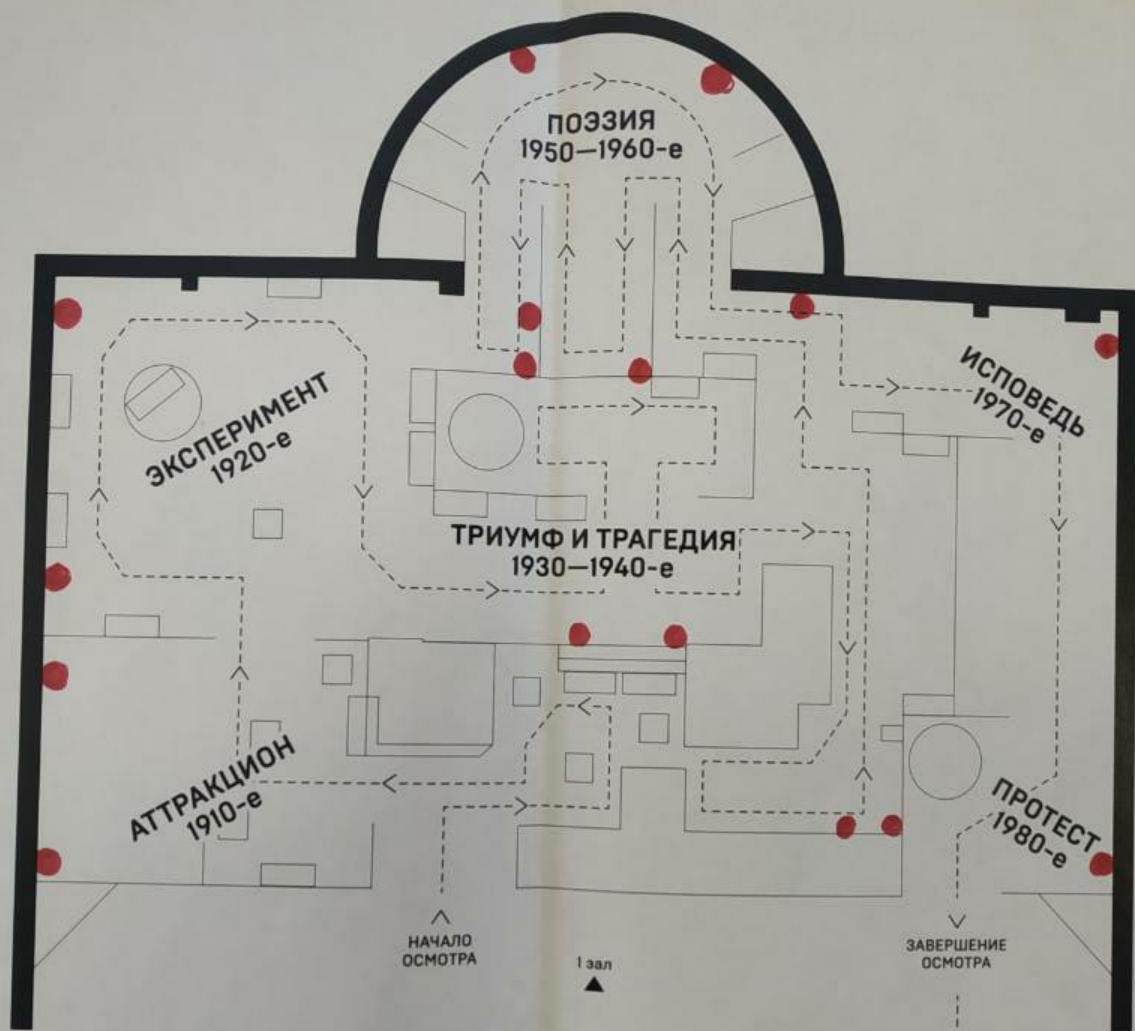 ПОЭЗИЯ
1950—1960-е
ЭКСПЕРИМЕНТ
1920-е
ИСПОВЕДЬ
1970-е
ТРИУМФ И ТРАГЕДИЯ
1930—1940-е
АТТРАКЦИОН
1910-е
ПРОТЕСТ
1980-е
НАЧАЛО
ОСМОТРА
1 зал
ЗАВЕРШЕНИЕ
ОСМОТРА